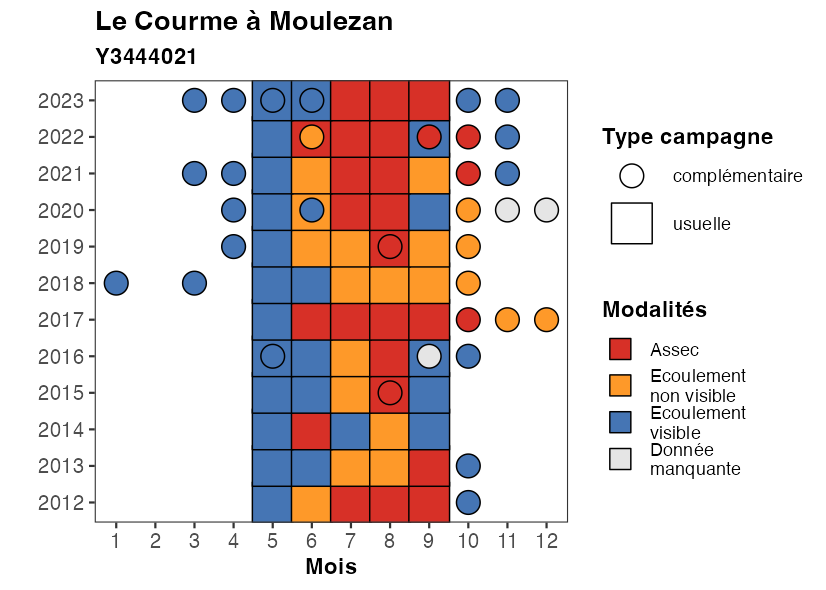 Le Courme à Moulezan
Y3444021
2023
2022
2021
2020
2019
2018
2017
2016
2015
2014
2013
2012
1 2 3 4 5 6 7 8 9 10 11 12
Mois
Type campagne
complémentaire
usuelle
Modalités
Assec
Ecoulement
non visible
Ecoulement
visible
Donnée
manquante